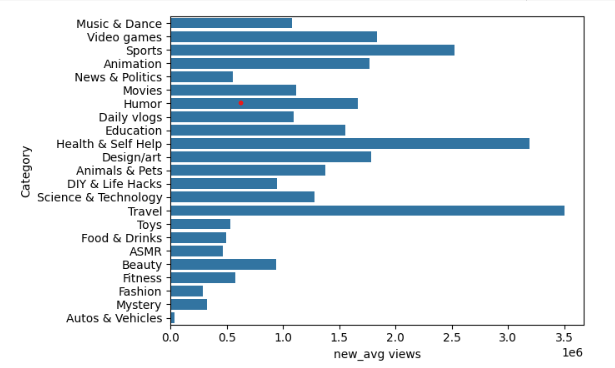 Category
Music & Dance
Video games
Sports
Animation
News & Politics
Movies
Humor
Daily vlogs
Education
Health & Self Help
Design/art
Animals & Pets
DIY & Life Hacks
Science & Technology
Travel
Toys
Food & Drinks
ASMR
Beauty
Fitness
Fashion
Mystery
Autos & Vehicles
0.0 0.5 1.0 1.5 2.0 2.5 3.0 3.5
1e6
new_avg views